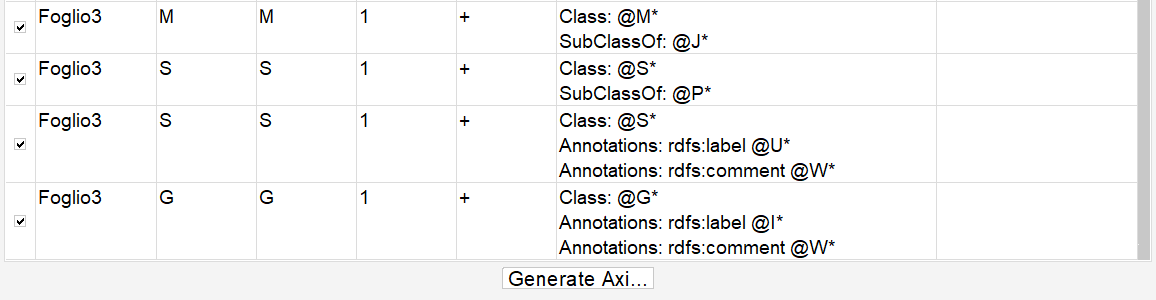 Foglio3 M M 1 + Class: @M*
SubClassOf: @J*
Foglio3 S S 1 + Class: @S*
SubClassOf: @P*
Foglio3 S S 1 + Class: @S*
Annotations: rdfs:label @U*
Annotations: rdfs:comment @W*
Foglio3 G G 1 + Class: @G*
Annotations: rdfs:label @I*
Annotations: rdfs:comment @W*
Generate Axi...